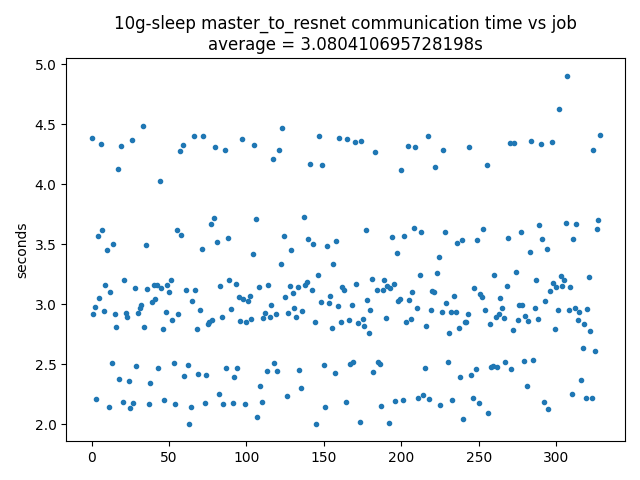 10g-sleep master_to_resnet communication time vs job
average = 3.080410695728198s
5.0
4.5
4.0
3.5
3.0
2.5
2.0
seconds
0 50 100 150 200 250 300